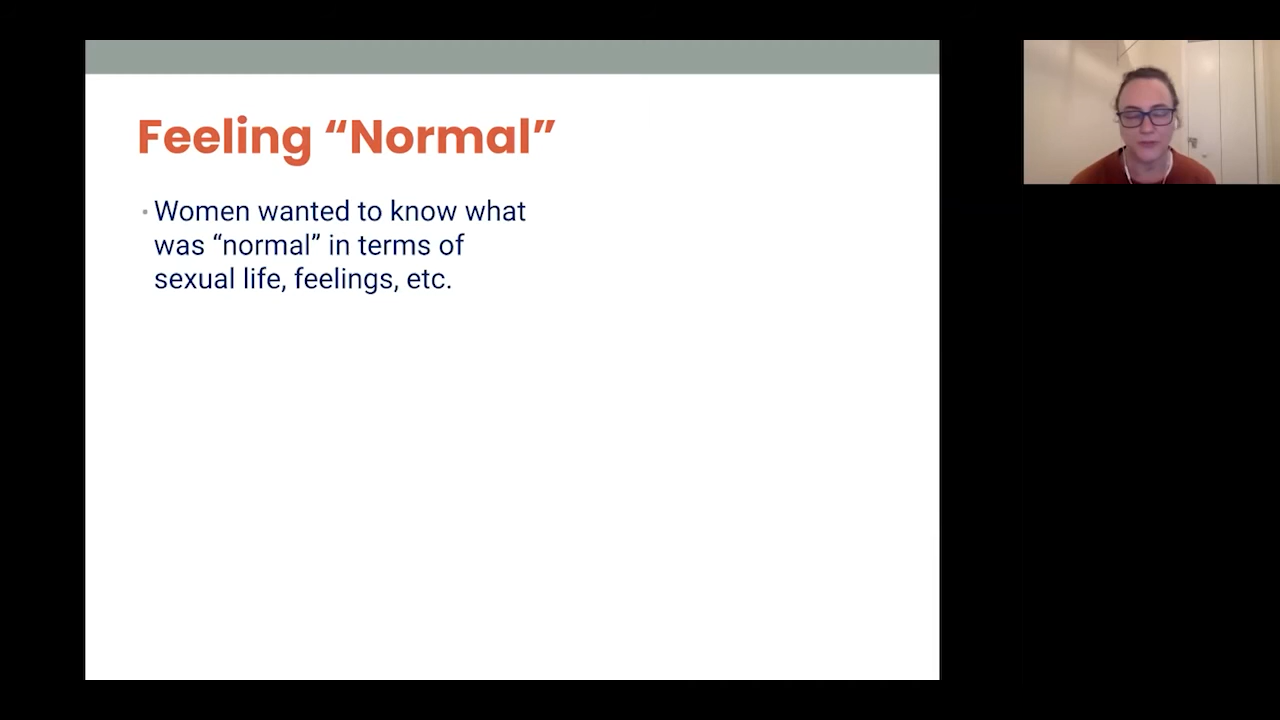 Feeling “Normal”
• Women wanted to know what
was “normal” in terms of
sexual life, feelings, etc.